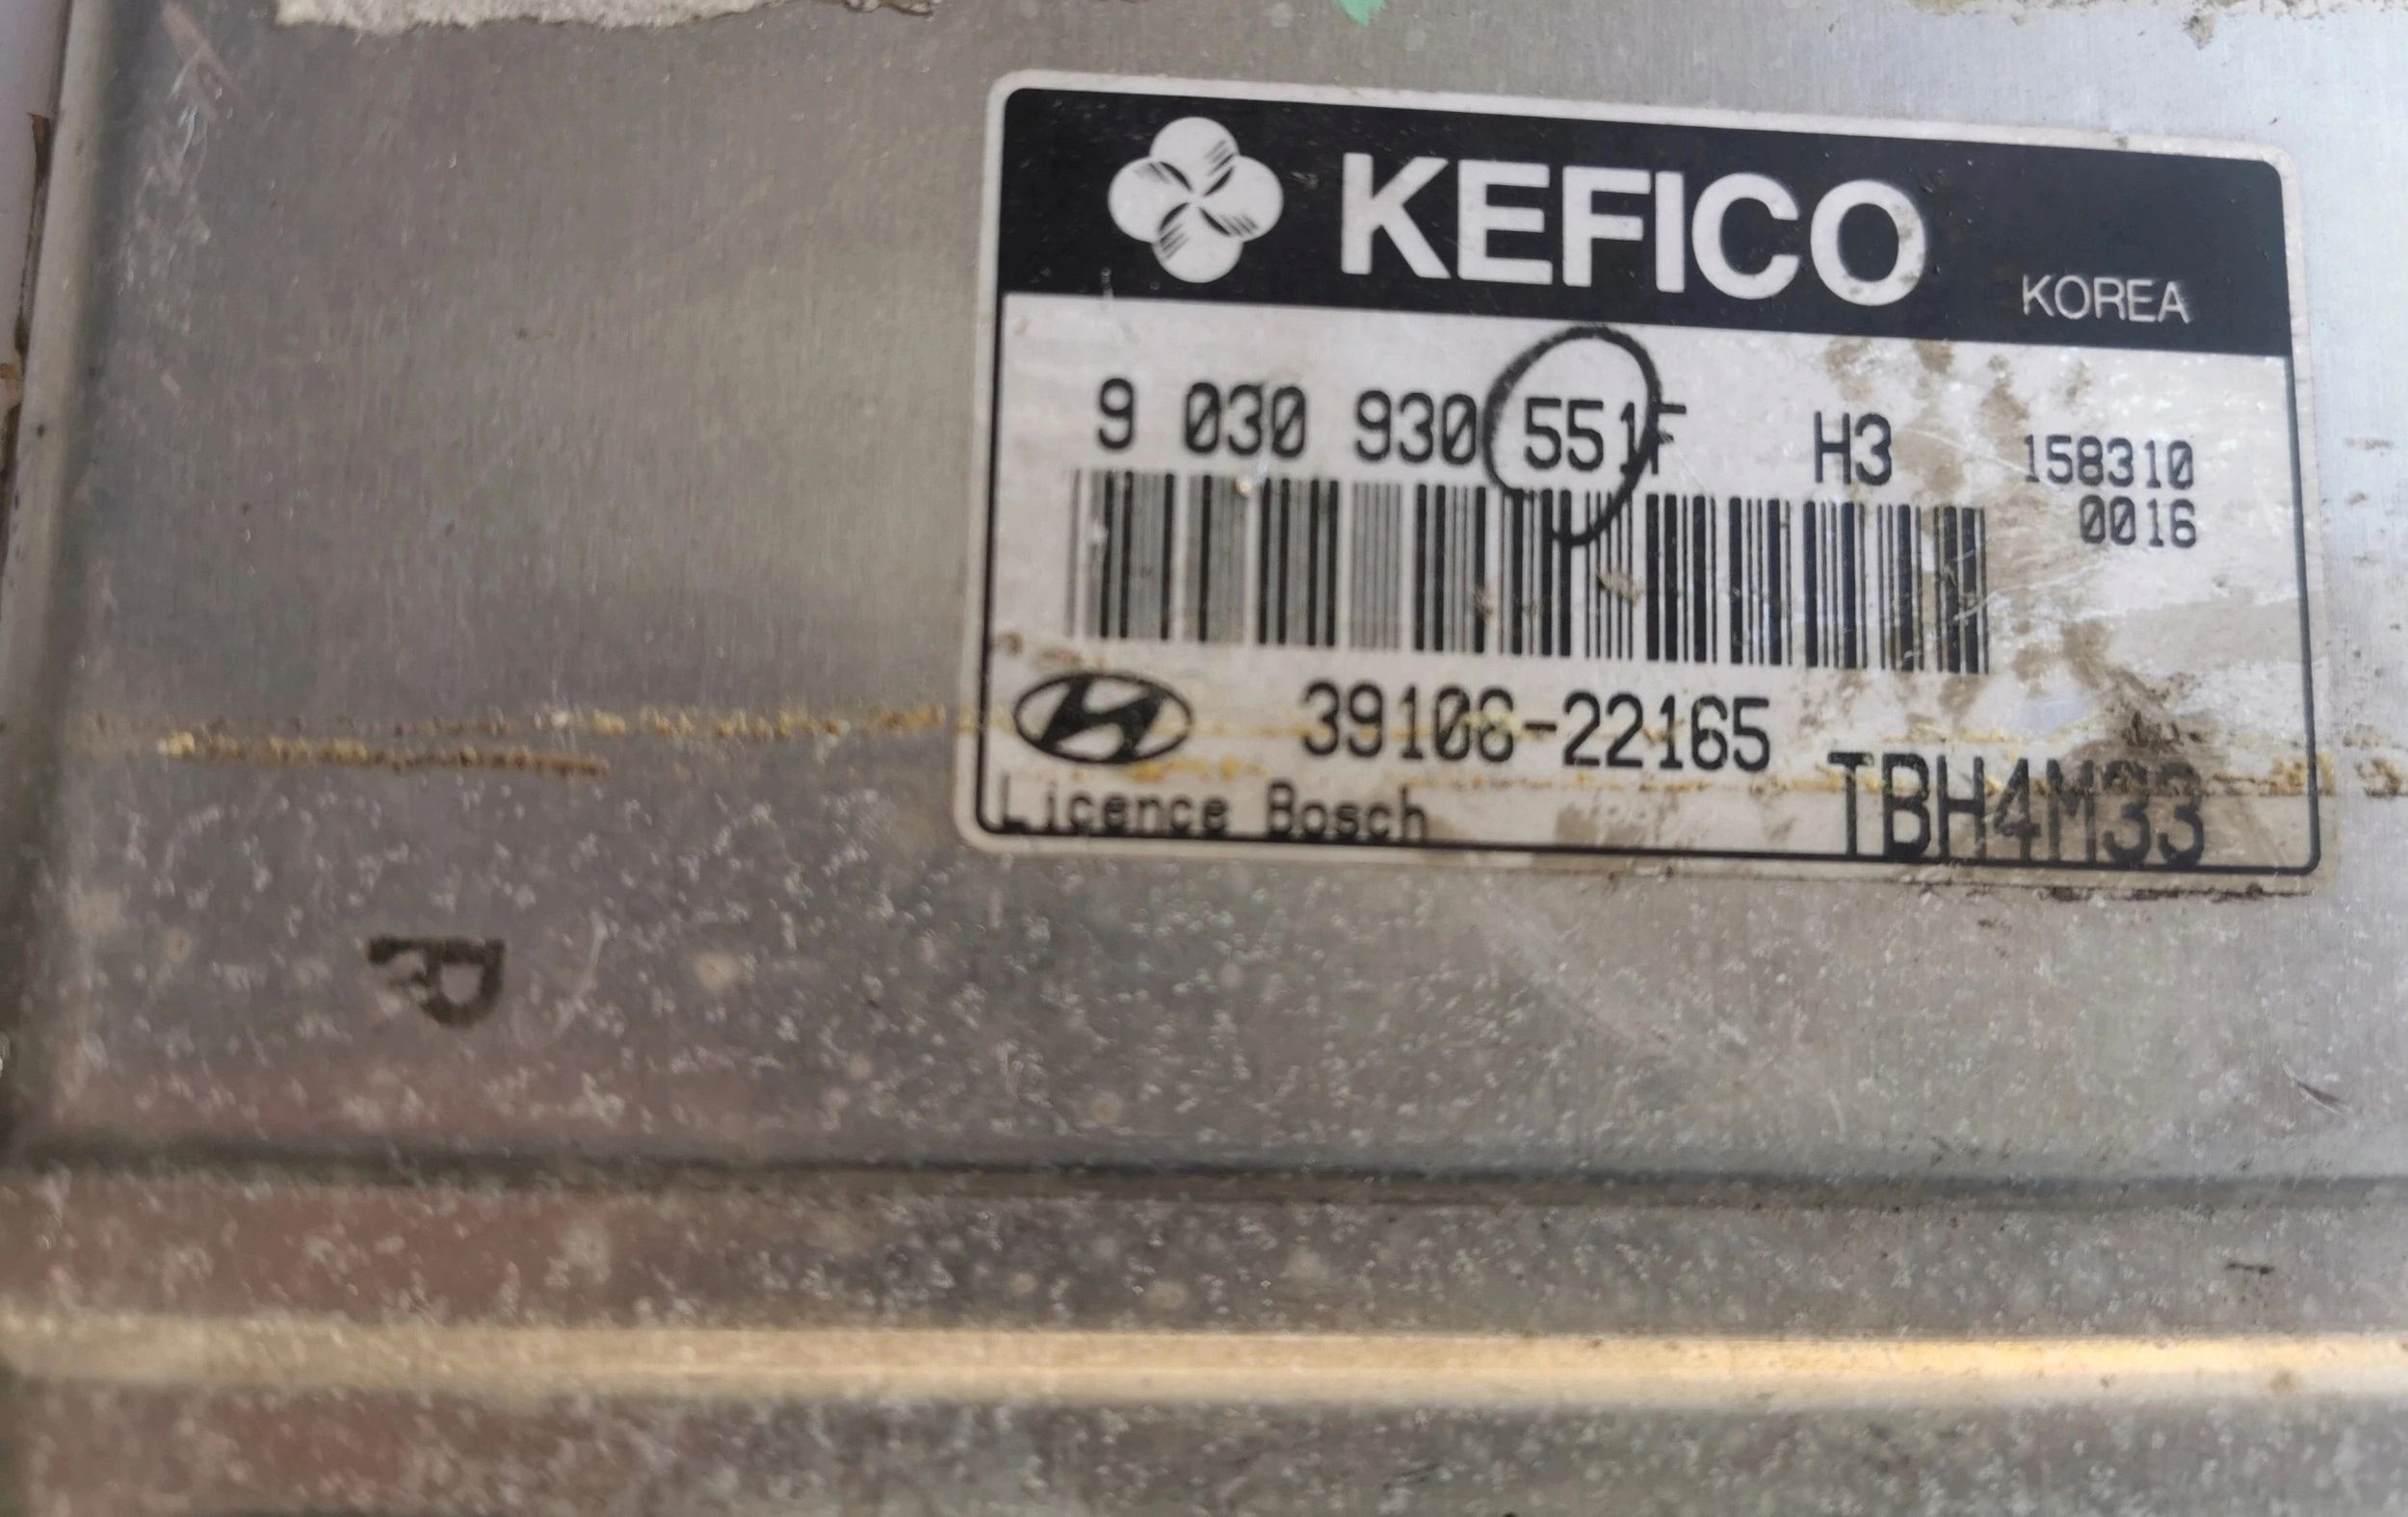 KEFICO KOREA
9 030 930 551F H3 158310
0016
39106-22165
TBH4M33
Licence Bosch
P